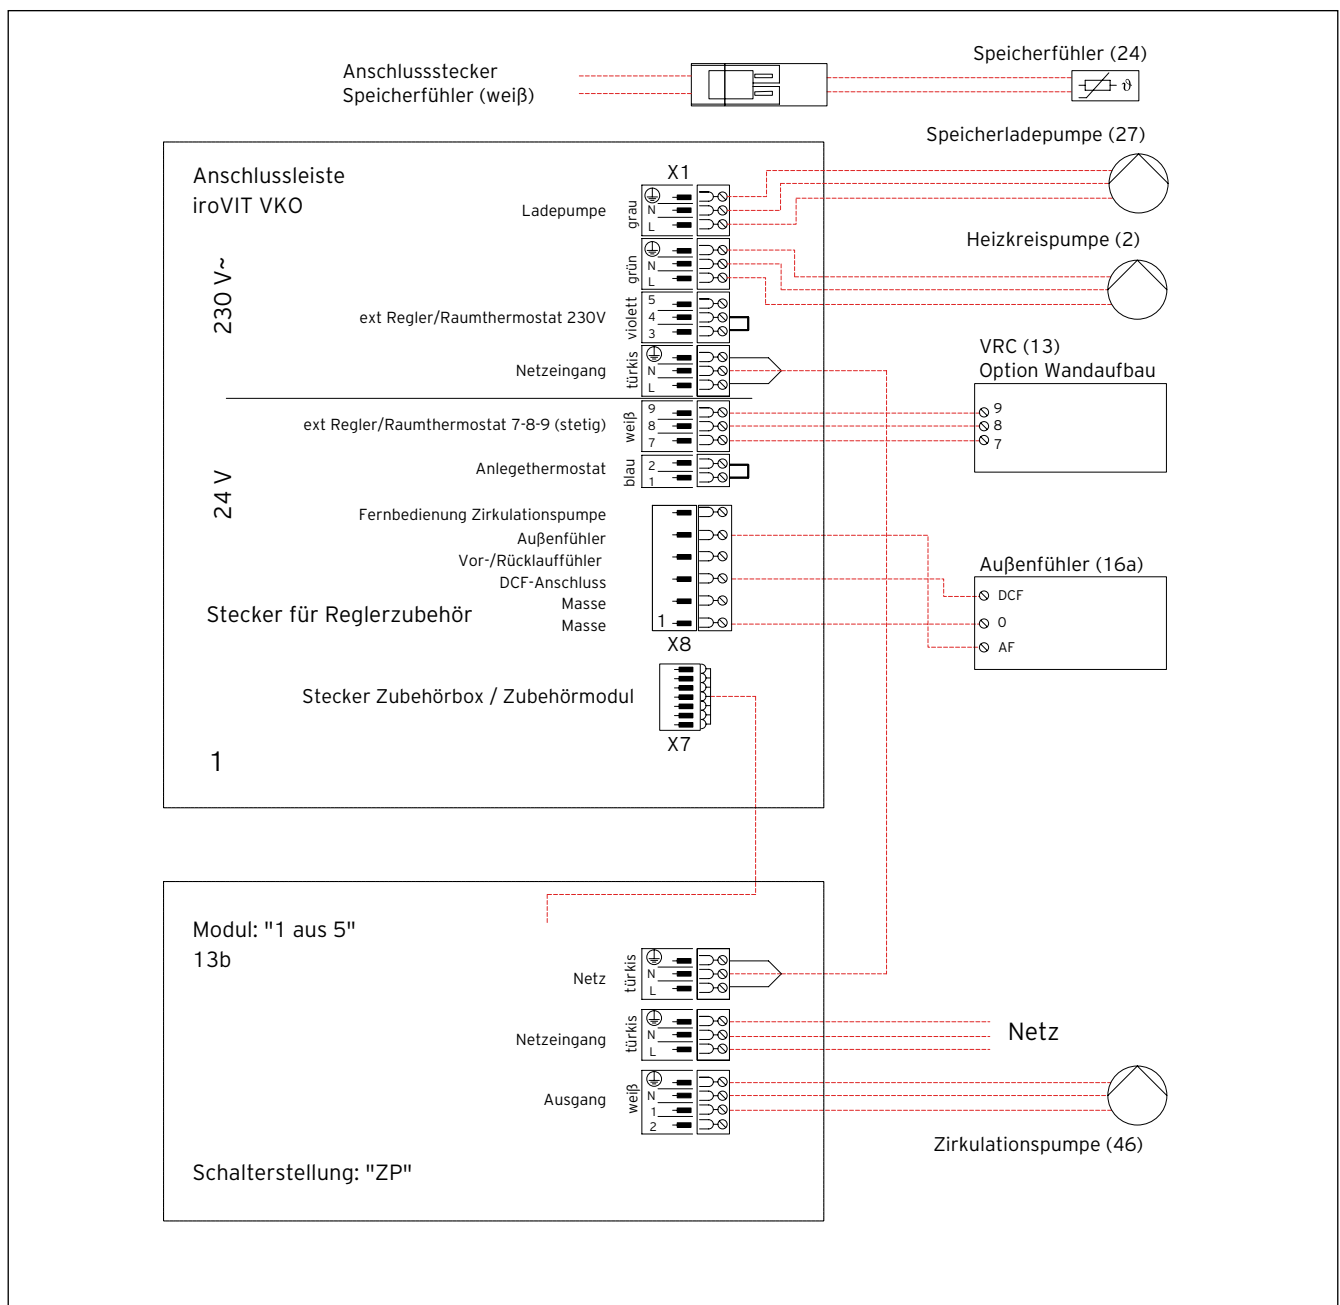 Anschlussstecker
Speicherfühler (weiß)
Speicherfühler (24)
ϑ
Speicherladepumpe (27)
Anschlussleiste
iroVIT VKO
X1
Ladepumpe
grau
N
L
Heizkreispumpe (2)
grün
N
L
230 V~
ext Regler/Raumthermostat 230V
violett
5
4
3
Netzeingang
türkis
N
L
VRC (13)
Option Wandaufbau
9
8
7
ext Regler/Raumthermostat 7-8-9 (stetig)
weiß
9
8
7
24 V
Anlegethermostat
blau
2
1
Fernbedienung Zirkulationspumpe
Außenfühler
Vor-/Rücklauffühler
DCF-Anschluss
Masse
Masse
1
X8
Stecker für Reglerzubehör
Außenfühler (16a)
DCF
0
AF
Stecker Zubehörbox / Zubehörmodul
X7
1
Modul: "1 aus 5"
13b
Netz
türkis
N
L
Netzeingang
türkis
N
L
Netz
Ausgang
weiß
N
1
2
Zirkulationspumpe (46)
Schalterstellung: "ZP"